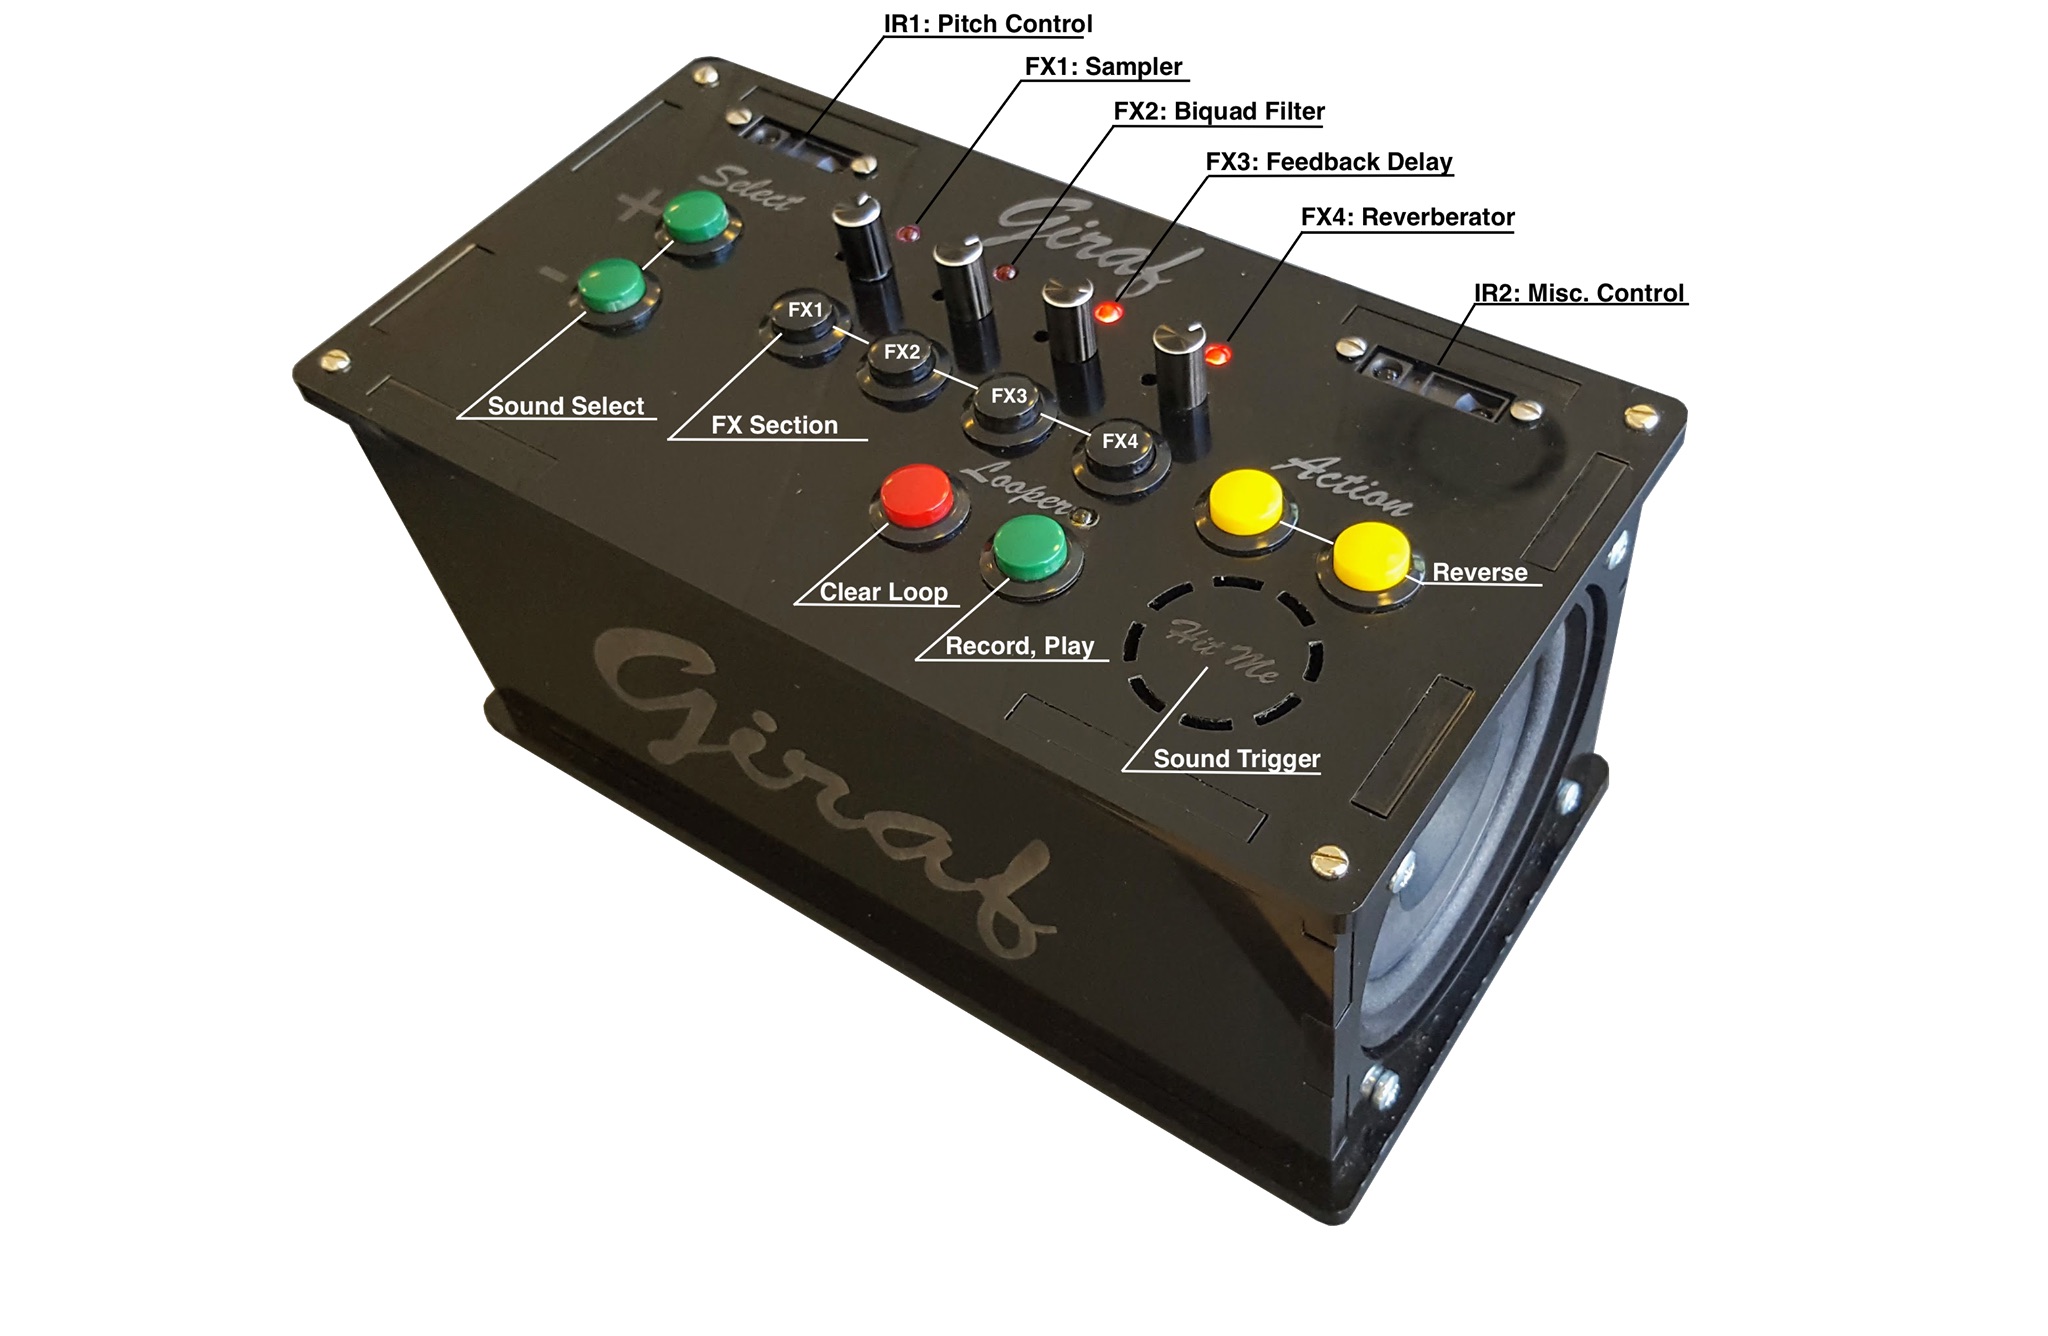 IR1: Pitch Control
FX1: Sampler
FX2: Biquad Filter
FX3: Feedback Delay
FX4: Reverberator
IR2: Misc. Control
Select
+
-
Giraf
FX1
FX2
FX3
FX4
Sound Select
FX Section
Looper
Action
Clear Loop
Record, Play
Reverse
Hit Me
Sound Trigger
Giraf